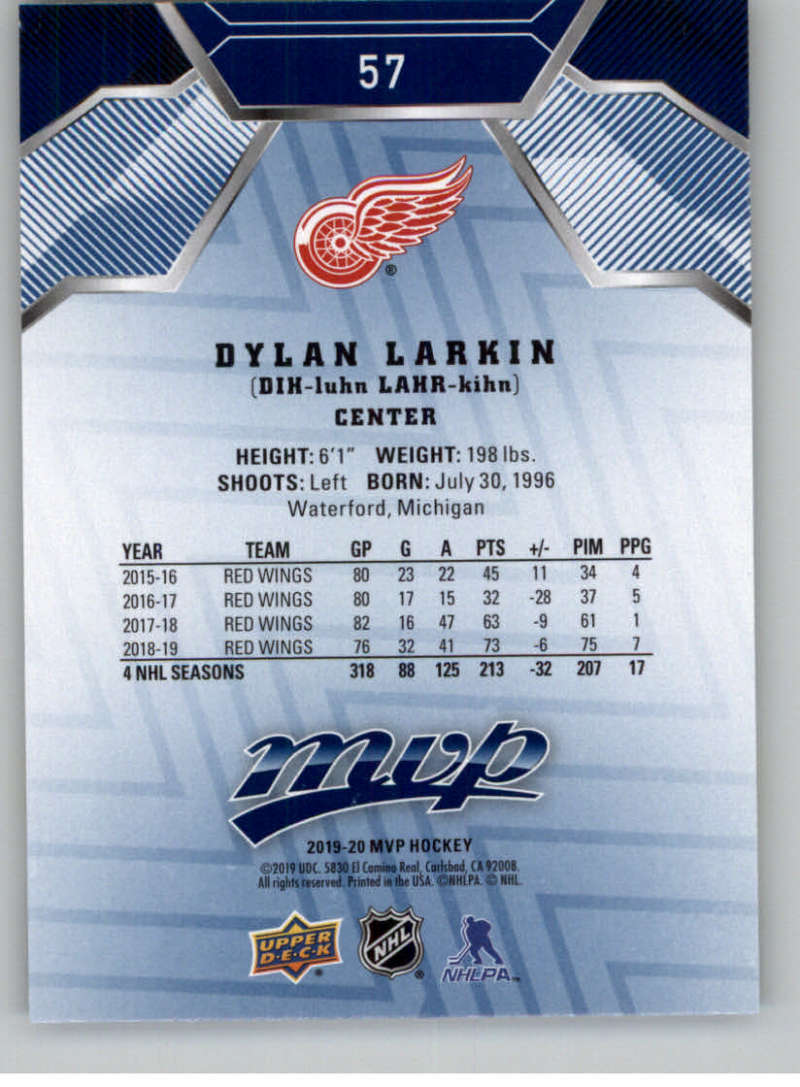 57
®
DYLAN LARKIN
(DIH-luhn LAHR-kihn)
CENTER
HEIGHT: 6'1" WEIGHT: 198 lbs.
SHOOTS: Left BORN: July 30, 1996
Waterford, Michigan
YEAR TEAM GP G A PTS +/- PIM PPG
2015-16 RED WINGS 80 23 22 45 11 34 4
2016-17 RED WINGS 80 17 15 32 -28 37 5
2017-18 RED WINGS 82 16 47 63 -9 61 1
2018-19 RED WINGS 76 32 41 73 -6 75 7
4 NHL SEASONS 318 88 125 213 -32 207 17
mvp
2019-20 MVP HOCKEY
©2019 UDC. 5830 El Camino Real, Carlsbad, CA 92008.
All rights reserved. Printed in the USA. ©NHLPA. © NHL.
UPPER D·E·C·K ® NHL ® NHLPA™